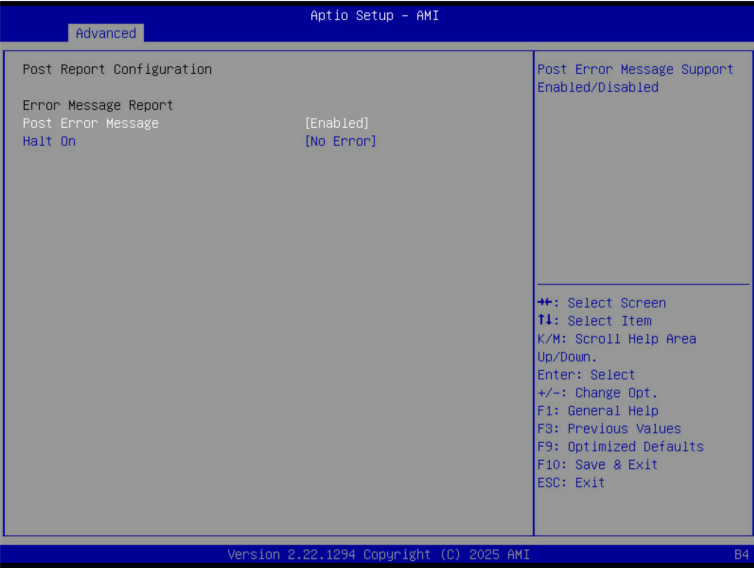 Aptio Setup – AMI
Advanced
Post Report Configuration
Error Message Report
Post Error Message [Enabled]
Halt On [No Error]
Post Error Message Support
Enabled/Disabled
→←: Select Screen
↑↓: Select Item
K/M: Scroll Help Area
Up/Down.
Enter: Select
+/-: Change Opt.
F1: General Help
F3: Previous Values
F9: Optimized Defaults
F10: Save & Exit
ESC: Exit
Version 2.22.1294 Copyright (C) 2025 AMI
B4